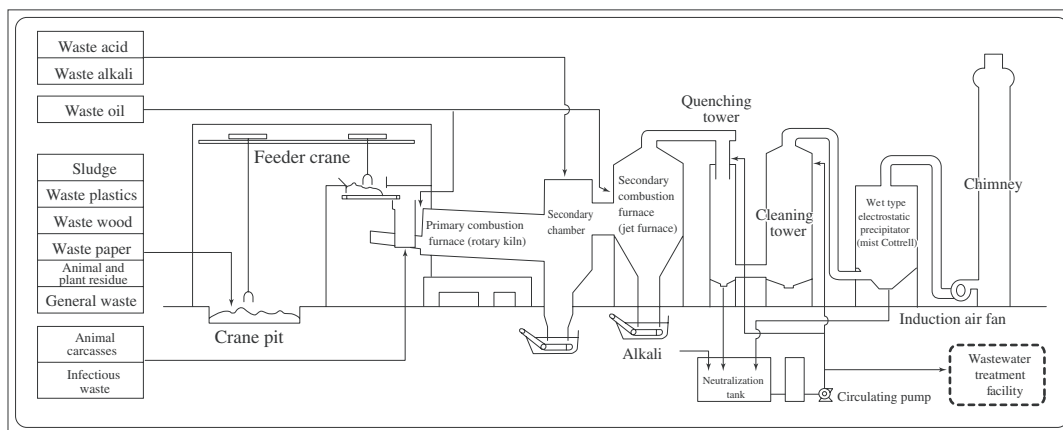 Waste acid
Waste alkali
Waste oil
Sludge
Waste plastics
Waste wood
Waste paper
Animal and
plant residue
General waste
Animal
carcasses
Infectious
waste
Feeder crane
Crane pit
Primary combustion
furnace (rotary kiln)
Secondary
chamber
Secondary
combustion
furnace
(jet furnace)
Quenching
tower
Cleaning
tower
Wet type
electrostatic
precipitator
(mist Cottrell)
Chimney
Induction air fan
Alkali
Neutralization
tank
Circulating pump
Wastewater
treatment
facility